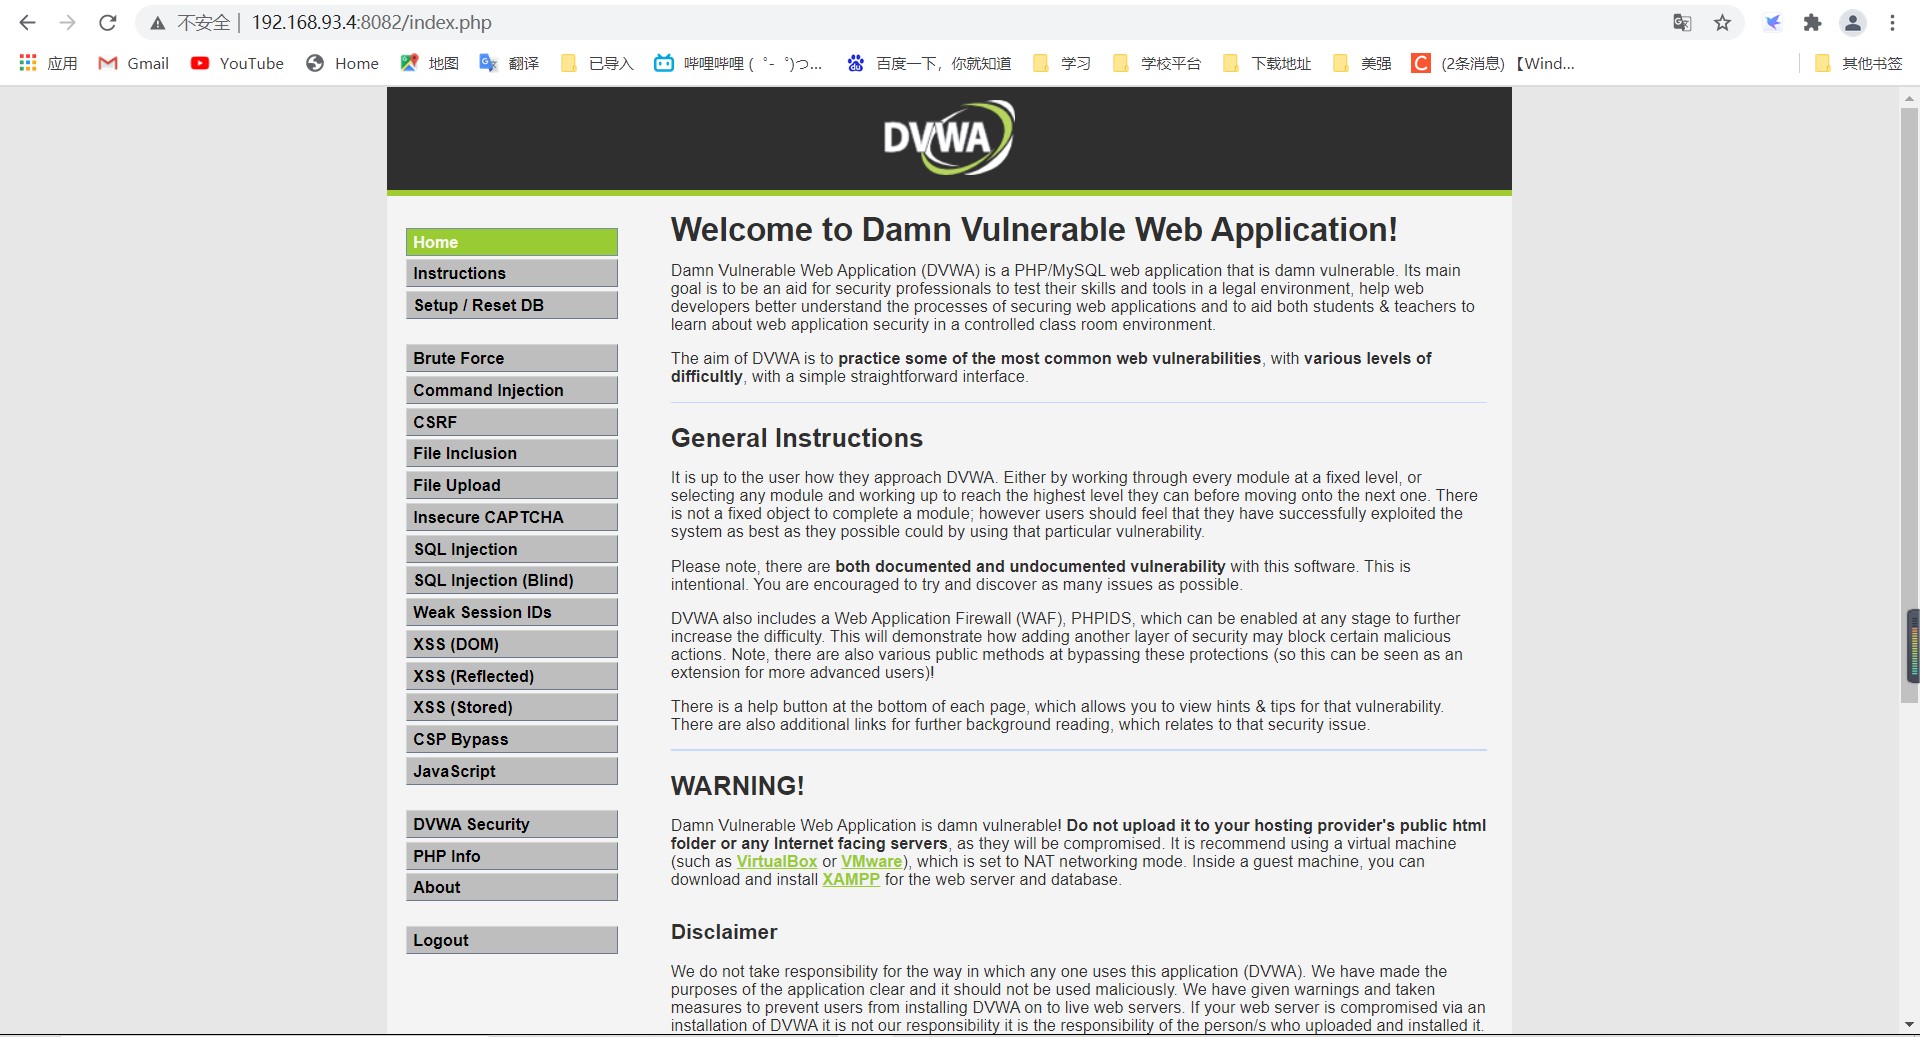 不安全 | 192.168.93.4:8082/index.php
应用 Gmail YouTube Home 地图 翻译 已导入 哔哩哔哩 ( ゜- ゜)つ... 百度一下，你就知道 学习 学校平台 下载地址 美强 (2条消息) 【Wind... 其他书签
DVWA
Home
Instructions
Setup / Reset DB
Brute Force
Command Injection
CSRF
File Inclusion
File Upload
Insecure CAPTCHA
SQL Injection
SQL Injection (Blind)
Weak Session IDs
XSS (DOM)
XSS (Reflected)
XSS (Stored)
CSP Bypass
JavaScript
DVWA Security
PHP Info
About
Logout
Welcome to Damn Vulnerable Web Application!
Damn Vulnerable Web Application (DVWA) is a PHP/MySQL web application that is damn vulnerable. Its main
goal is to be an aid for security professionals to test their skills and tools in a legal environment, help web
developers better understand the processes of securing web applications and to aid both students & teachers to
learn about web application security in a controlled class room environment.
The aim of DVWA is to practice some of the most common web vulnerabilities, with various levels of
difficultly, with a simple straightforward interface.
General Instructions
It is up to the user how they approach DVWA. Either by working through every module at a fixed level, or
selecting any module and working up to reach the highest level they can before moving onto the next one. There
is not a fixed object to complete a module; however users should feel that they have successfully exploited the
system as best as they possible could by using that particular vulnerability.
Please note, there are both documented and undocumented vulnerability with this software. This is
intentional. You are encouraged to try and discover as many issues as possible.
DVWA also includes a Web Application Firewall (WAF), PHPIDS, which can be enabled at any stage to further
increase the difficulty. This will demonstrate how adding another layer of security may block certain malicious
actions. Note, there are also various public methods at bypassing these protections (so this can be seen as an
extension for more advanced users)!
There is a help button at the bottom of each page, which allows you to view hints & tips for that vulnerability.
There are also additional links for further background reading, which relates to that security issue.
WARNING!
Damn Vulnerable Web Application is damn vulnerable! Do not upload it to your hosting provider's public html
folder or any Internet facing servers, as they will be compromised. It is recommend using a virtual machine
(such as VirtualBox or VMware), which is set to NAT networking mode. Inside a guest machine, you can
download and install XAMPP for the web server and database.
Disclaimer
We do not take responsibility for the way in which any one uses this application (DVWA). We have made the
purposes of the application clear and it should not be used maliciously. We have given warnings and taken
measures to prevent users from installing DVWA on to live web servers. If your web server is compromised via an
installation of DVWA it is not our responsibility it is the responsibility of the person/s who uploaded and installed it.